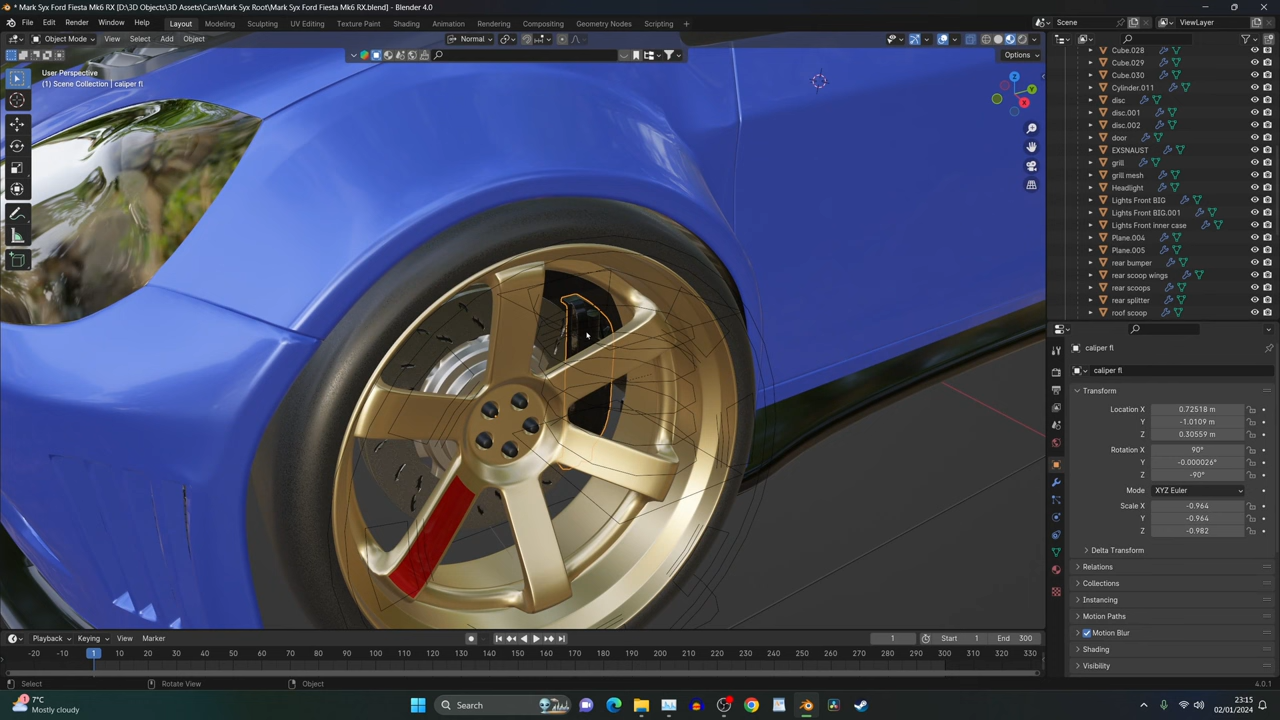 * Mark Syx Ford Fiesta Mk6 RX [D:\3D Objects\3D Assets\Cars\Mark Syx Root\Mark Syx Ford Fiesta Mk6 RX.blend] - Blender 4.0
File Edit Render Window Help Layout Modeling Sculpting UV Editing Texture Paint Shading Animation Rendering Compositing Geometry Nodes Scripting + Scene ViewLayer
Object Mode View Select Add Object Normal
Options
User Perspective
(1) Scene Collection | caliper fl
Z
Y
X
Cube.028
Cube.029
Cube.030
Cylinder.011
disc
disc.001
disc.002
door
EXSNAUST
grill
grill mesh
Headlight
Lights Front BIG
Lights Front BIG.001
Lights Front inner case
Plane.004
Plane.005
rear bumper
rear scoop wings
rear scoops
rear splitter
roof scoop
caliper fl
caliper fl
Transform
Location X 0.72518 m
Y -1.0109 m
Z 0.30559 m
Rotation X 90°
Y -0.000026°
Z -90°
Mode XYZ Euler
Scale X -0.964
Y -0.964
Z -0.982
Delta Transform
Relations
Collections
Instancing
Motion Paths
Motion Blur
Shading
Visibility
Playback Keying View Marker 1 Start 1 End 300
-20 -10 1 10 20 30 40 50 60 70 80 90 100 110 120 130 140 150 160 170 180 190 200 210 220 230 240 250 260 270 280 290 300 310 320 330
Select Rotate View Object 4.0.1
7°C
Mostly cloudy
Search
23:15
02/01/2024